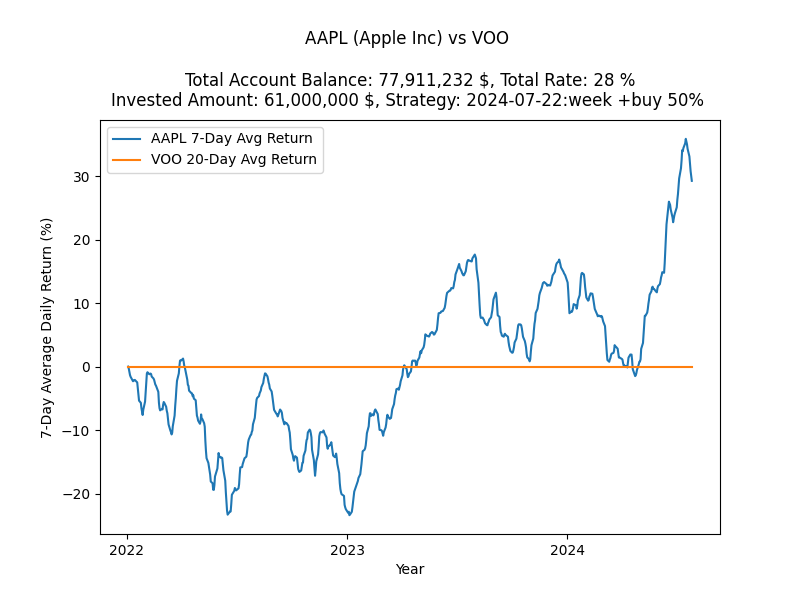 AAPL (Apple Inc) vs VOO
Total Account Balance: 77,911,232 $, Total Rate: 28 %
Invested Amount: 61,000,000 $, Strategy: 2024-07-22:week +buy 50%
AAPL 7-Day Avg Return
VOO 20-Day Avg Return
7-Day Average Daily Return (%)
30
20
10
0
−10
−20
2022
2023
2024
Year